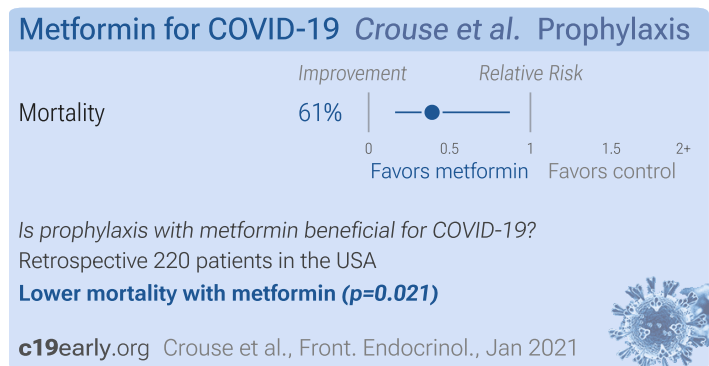 Metformin for COVID-19 Crouse et al. Prophylaxis
Improvement Relative Risk
Mortality 61%
0 0.5 1 1.5 2+
Favors metformin Favors control
Is prophylaxis with metformin beneficial for COVID-19?
Retrospective 220 patients in the USA
Lower mortality with metformin (p=0.021)
c19early.org Crouse et al., Front. Endocrinol., Jan 2021